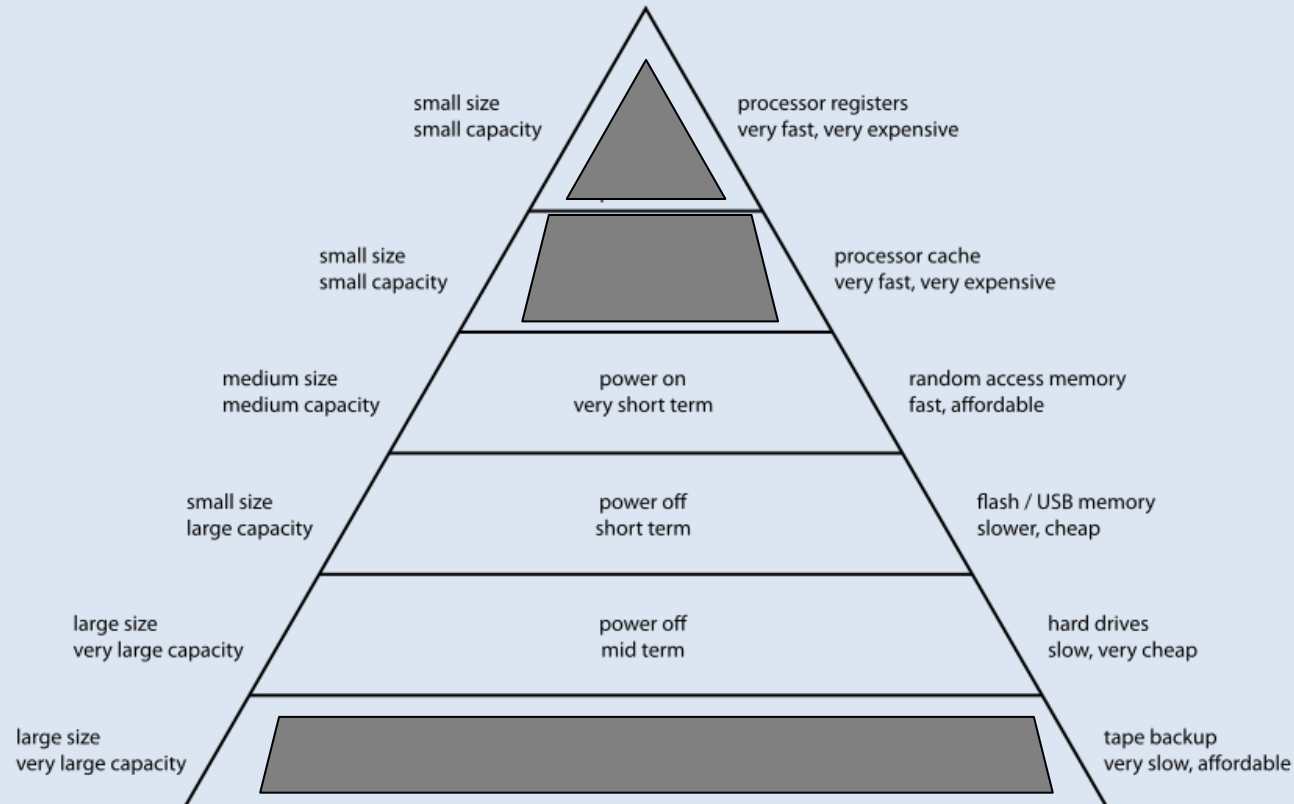 small size
small capacity
processor registers
very fast, very expensive
small size
small capacity
processor cache
very fast, very expensive
medium size
medium capacity
power on
very short term
random access memory
fast, affordable
small size
large capacity
power off
short term
flash / USB memory
slower, cheap
large size
very large capacity
power off
mid term
hard drives
slow, very cheap
large size
very large capacity
tape backup
very slow, affordable